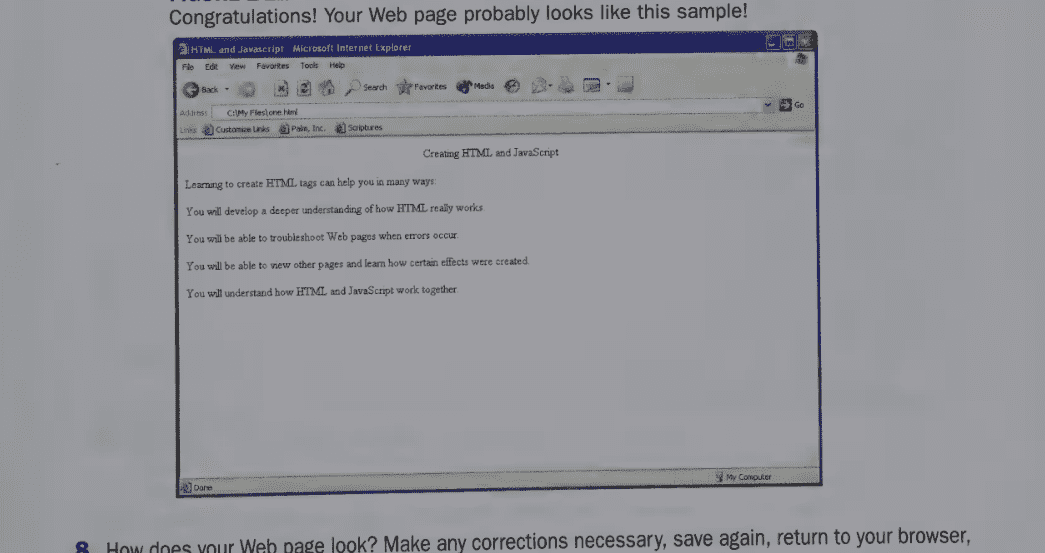 Congratulations! Your Web page probably looks like this sample!
HTML and Javascript Microsoft Internet Explorer
File Edit View Favorites Tools Help
Back Search Favorites Media
Address C:\My Files\one.html Go
Links Customize Links Palm, Inc. Scriptures
Creating HTML and JavaScript
Learning to create HTML tags can help you in many ways:
You will develop a deeper understanding of how HTML really works.
You will be able to troubleshoot Web pages when errors occur.
You will be able to view other pages and learn how certain effects were created.
You will understand how HTML and JavaScript work together.
Done My Computer
8. How does your Web page look? Make any corrections necessary, save again, return to your browser,